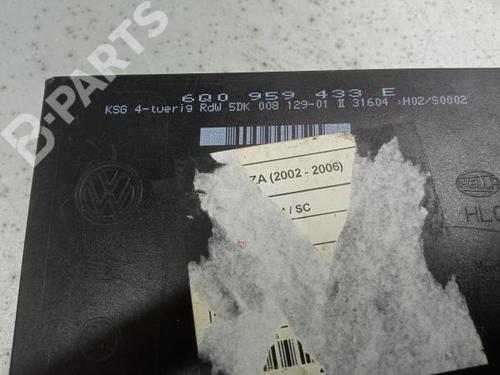 B-PARTS
6Q0 959 433 E
KSG 4-tuerig RdW 5DK 008 129-01 II 31604 :H02/S0002
ZA (2002 - 2006)
/ SC
HELLA